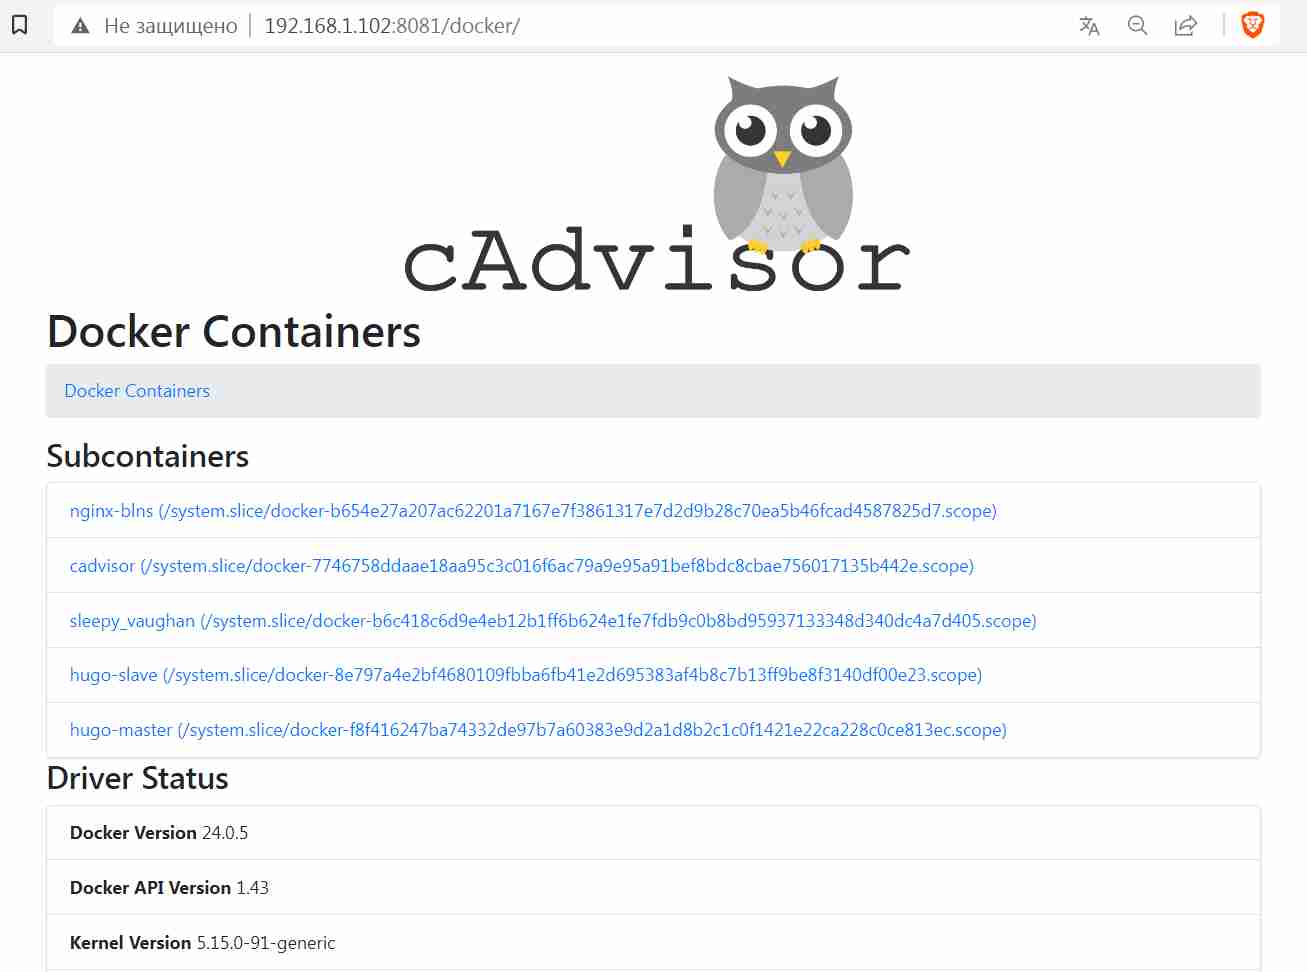 Не защищено 192.168.1.102:8081/docker/
cAdvisor
Docker Containers
Docker Containers
Subcontainers
nginx-blns (/system.slice/docker-b654e27a207ac62201a7167e7f3861317e7d2d9b28c70ea5b46fcad4587825d7.scope)
cadvisor (/system.slice/docker-7746758ddaae18aa95c3c016f6ac79a9e95a91bef8bdc8cbae756017135b442e.scope)
sleepy_vaughan (/system.slice/docker-b6c418c6d9e4eb12b1ff6b624e1fe7fdb9c0b8bd95937133348d340dc4a7d405.scope)
hugo-slave (/system.slice/docker-8e797a4e2bf4680109fbba6fb41e2d695383af4b8c7b13ff9be8f3140df00e23.scope)
hugo-master (/system.slice/docker-f8f416247ba74332de97b7a60383e9d2a1d8b2c1c0f1421e22ca228c0ce813ec.scope)
Driver Status
Docker Version 24.0.5
Docker API Version 1.43
Kernel Version 5.15.0-91-generic